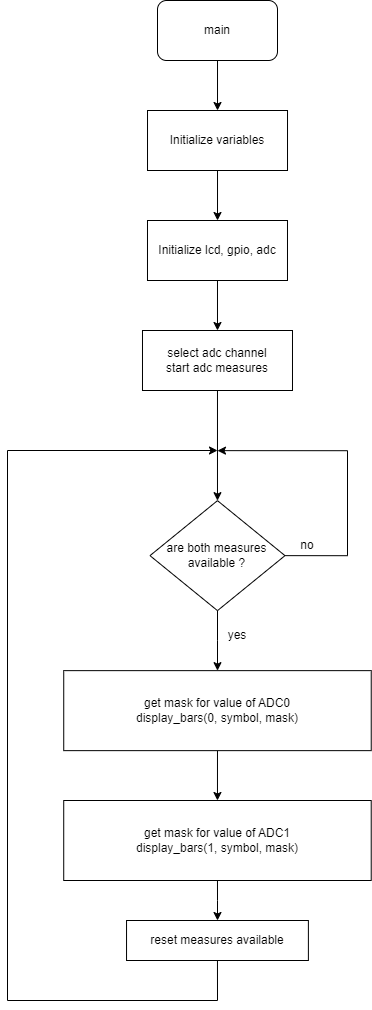 main
Initialize variables
Initialize lcd, gpio, adc
select adc channel
start adc measures
are both measures
available ?
no
yes
get mask for value of ADC0
display_bars(0, symbol, mask)
get mask for value of ADC1
display_bars(1, symbol, mask)
reset measures available